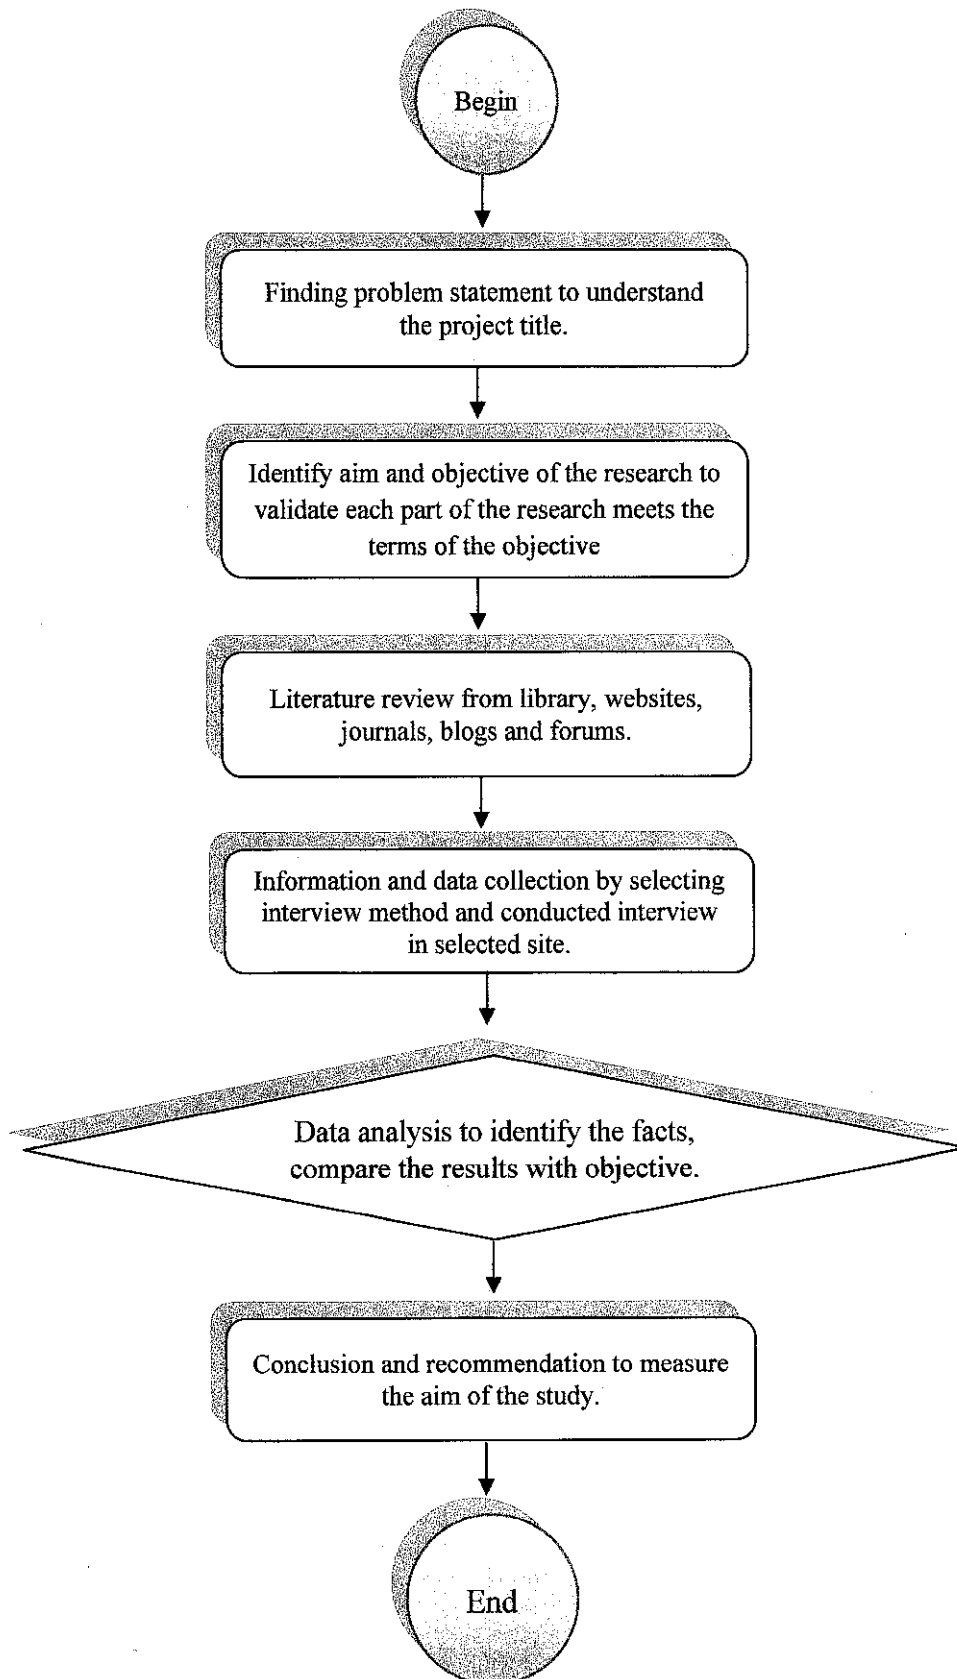 Begin
Finding problem statement to understand
the project title.
Identify aim and objective of the research to
validate each part of the research meets the
terms of the objective
Literature review from library, websites,
journals, blogs and forums.
Information and data collection by selecting
interview method and conducted interview
in selected site.
Data analysis to identify the facts,
compare the results with objective.
Conclusion and recommendation to measure
the aim of the study.
End